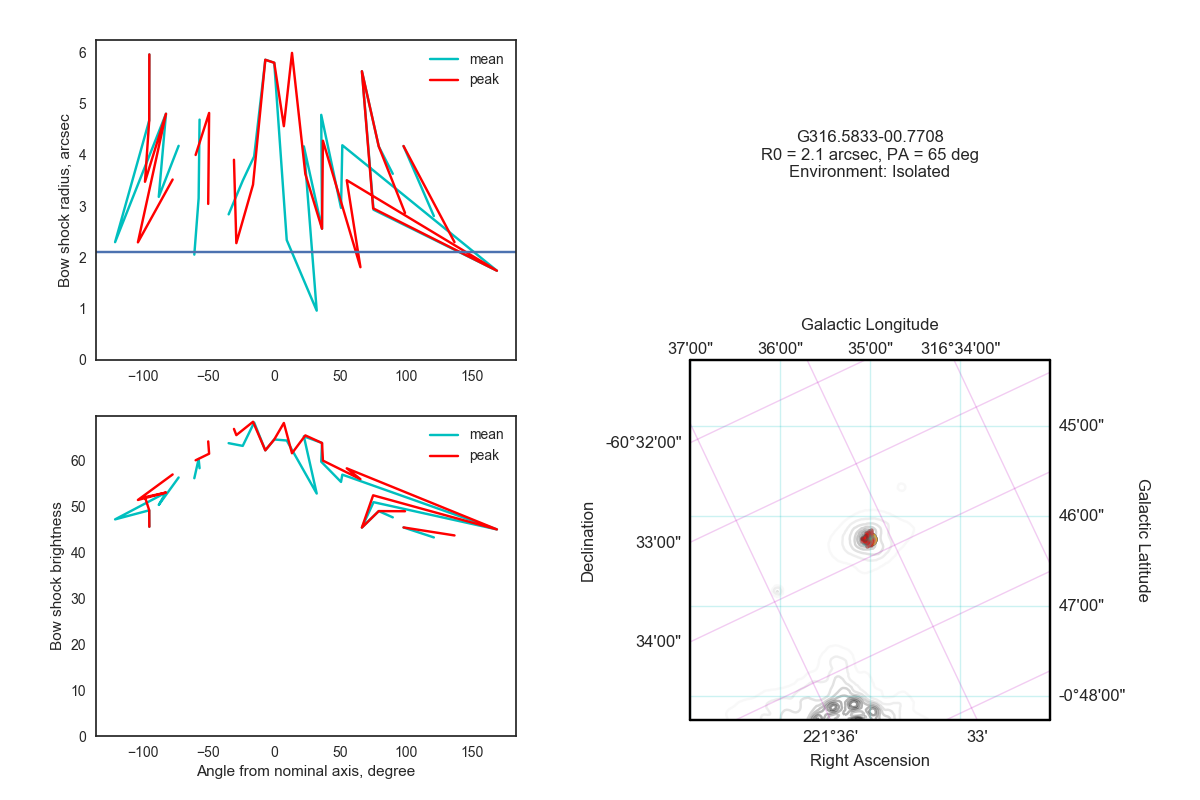 6
5
4
3
2
1
0
Bow shock radius, arcsec
mean
peak
−100
−50
0
50
100
150
60
50
40
30
20
10
0
Bow shock brightness
mean
peak
−100
−50
0
50
100
150
Angle from nominal axis, degree
G316.5833-00.7708
R0 = 2.1 arcsec, PA = 65 deg
Environment: Isolated
Galactic Longitude
37'00" 36'00" 35'00" 316°34'00"
-60°32'00"
33'00"
34'00"
Declination
45'00"
46'00"
47'00"
-0°48'00"
Galactic Latitude
221°36' 33'
Right Ascension